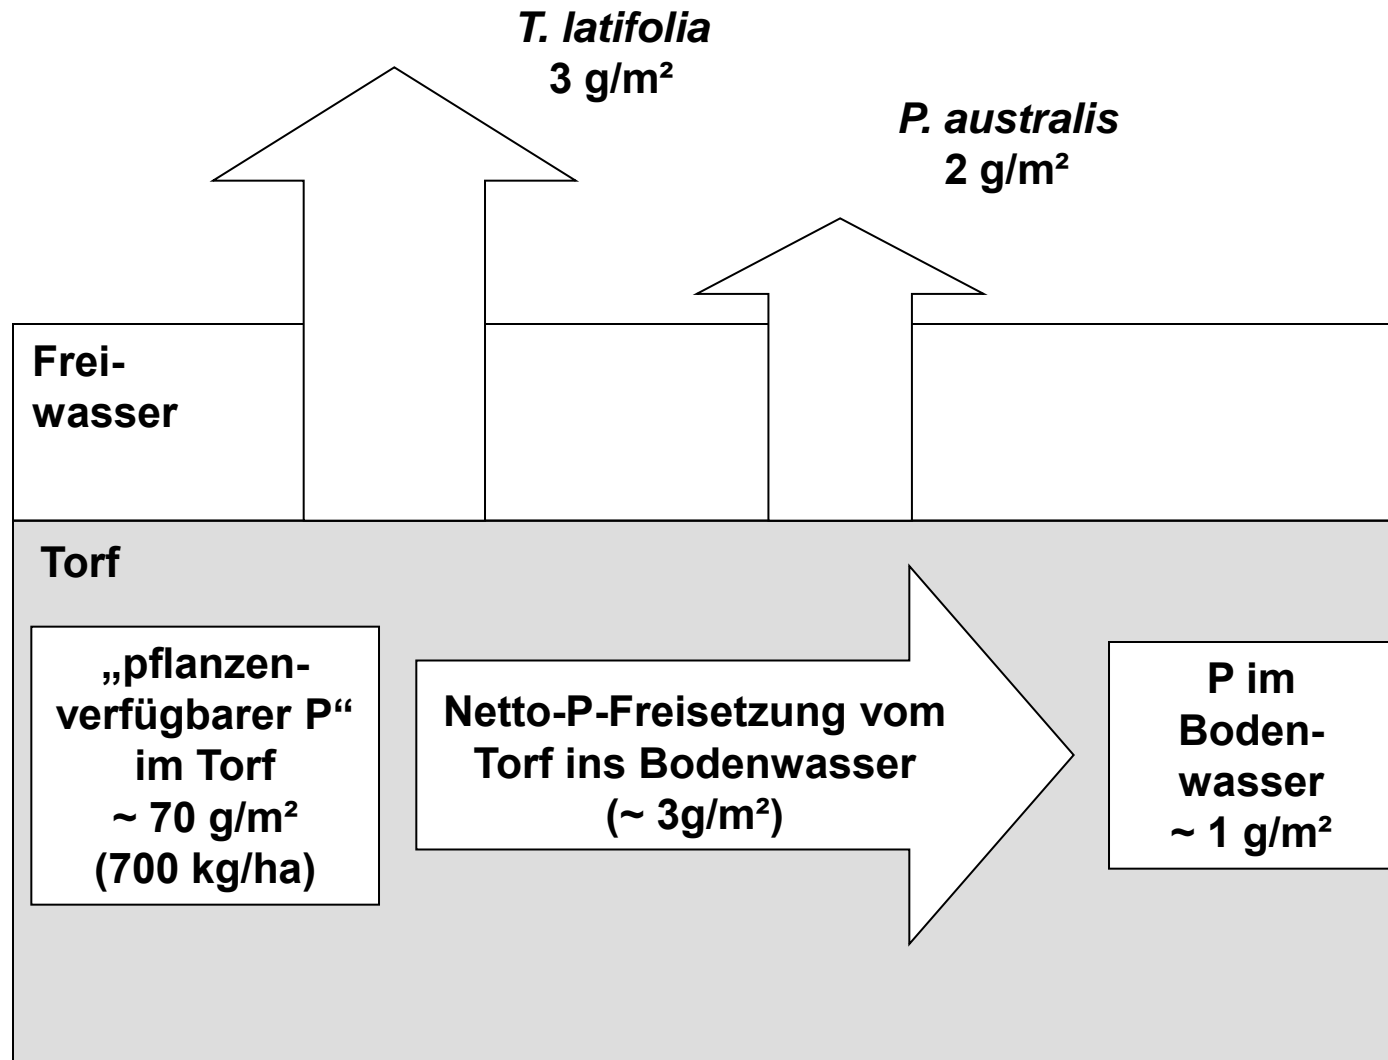 T. latifolia
3 g/m²
P. australis
2 g/m²
Frei-
wasser
Torf
„pflanzen-
verfügbarer P“
im Torf
~ 70 g/m²
(700 kg/ha)
Netto-P-Freisetzung vom
Torf ins Bodenwasser
(~ 3g/m²)
P im
Boden-
wasser
~ 1 g/m²